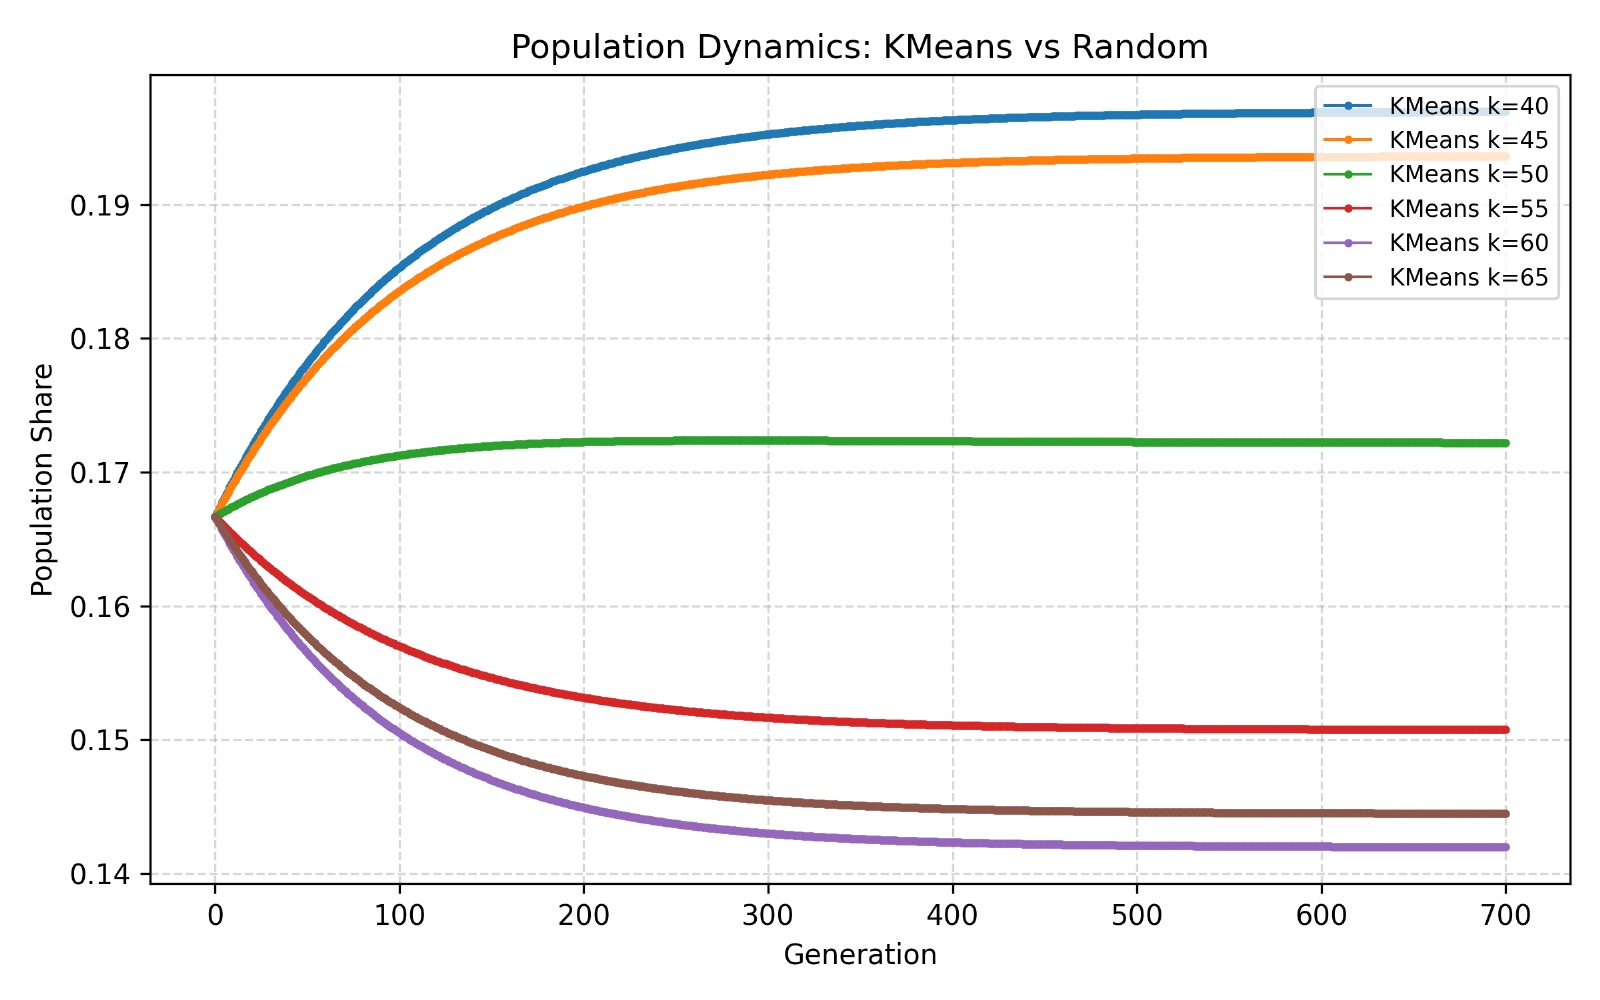 Population Dynamics: KMeans vs Random
KMeans k=40
KMeans k=45
KMeans k=50
KMeans k=55
KMeans k=60
KMeans k=65
Population Share
0.19
0.18
0.17
0.16
0.15
0.14
0 100 200 300 400 500 600 700
Generation